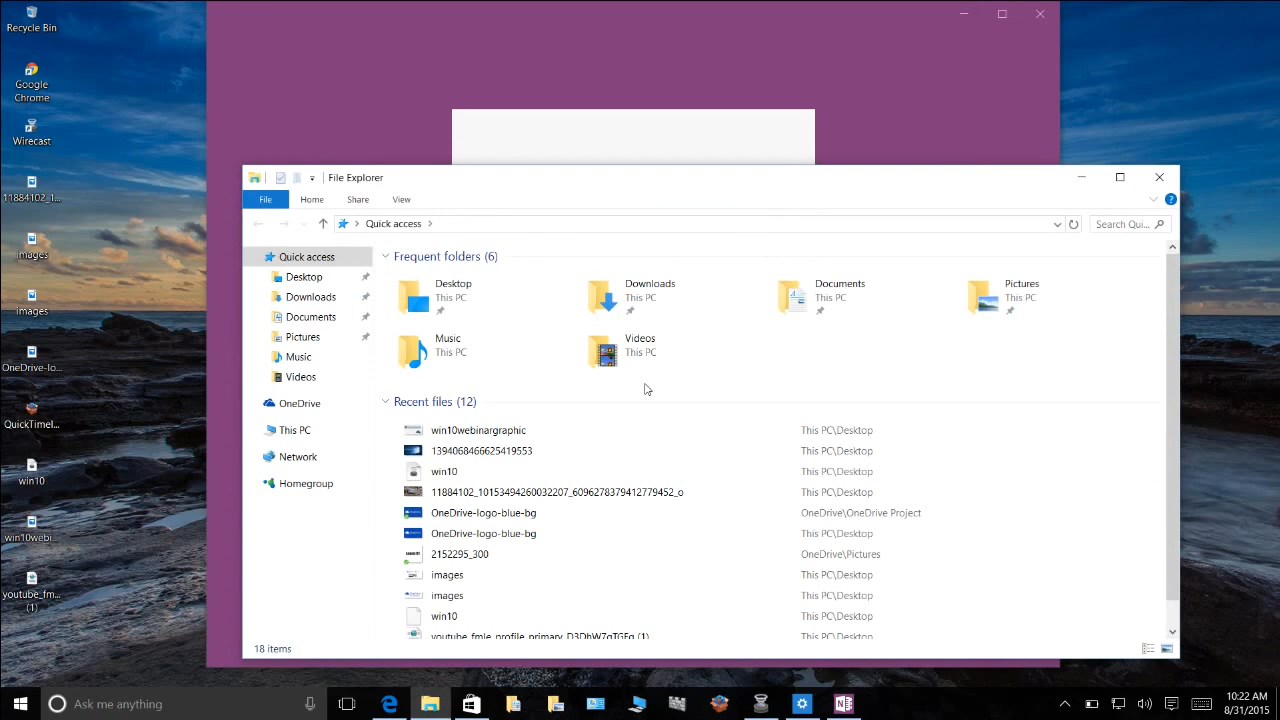 Recycle Bin
Google
Chrome
Wirecast
11884102_1...
images
images
OneDrive-lo...
QuickTimeI...
win10
win10webi...
youtube_fm...
(1)
File Explorer
File
Home
Share
View
Quick access
Search Qui...
Quick access
Desktop
Downloads
Documents
Pictures
Music
Videos
OneDrive
This PC
Network
Homegroup
Frequent folders (6)
Desktop
This PC
Downloads
This PC
Documents
This PC
Pictures
This PC
Music
This PC
Videos
This PC
Recent files (12)
win10webinargraphic This PC\Desktop
1394068466625419553 This PC\Desktop
win10 This PC\Desktop
11884102_10153494260032207_6096278379412779452_o This PC\Desktop
OneDrive-logo-blue-bg OneDrive\OneDrive Project
OneDrive-logo-blue-bg This PC\Desktop
2152295_300 OneDrive\Pictures
images This PC\Desktop
images This PC\Desktop
win10 This PC\Desktop
youtube_fmle_profile_primary_D3DhW7qTGFg (1) This PC\Desktop
18 items
Ask me anything
10:22 AM
8/31/2015